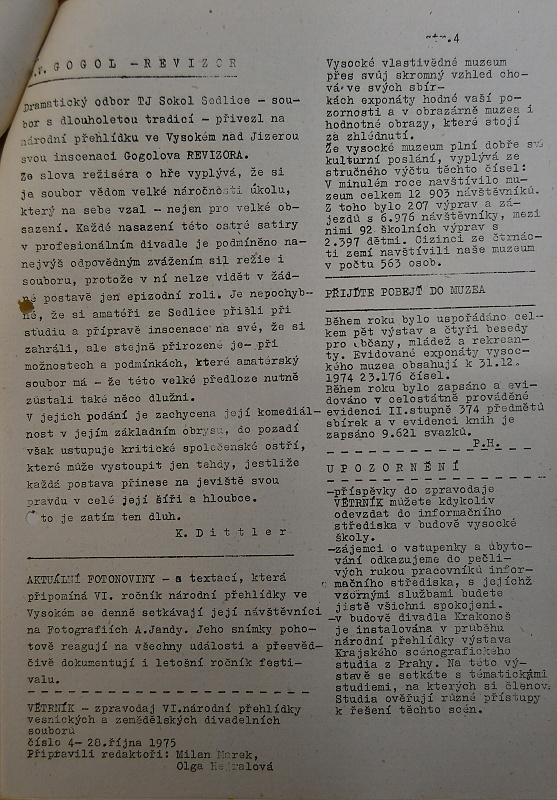 str.4
GOGOL - REVIZOR
Dramatický odbor TJ Sokol Sedlice - sou-
bor s dlouholetou tradicí - přivezl na
národní přehlídku ve Vysokém nad Jizerou
svou inscenaci Gogolova REVIZORA.
Ze slova režiséra o hře vyplývá, že si
je soubor vědom velké náročnosti úkolu,
který na sebe vzal - nejen pro velké ob-
sazení. Každé nasazení této ostré satiry
v profesionálním divadle je podmíněno na-
nejvýš odpovědným zvážením sil režie i
souboru, protože v ní nelze vidět v žád-
né postavě jen epizodní roli. Je nepochyb-
né, že si amatéři ze Sedlice přišli při
studiu a přípravě inscenace na své, že si
zahráli, ale stejně přirozené je- při
možnostech a podmínkách, které amatérský
soubor má - že této velké předloze nutně
zůstali také něco dlužni.
V jejich podání je zachycena její komediál-
nost v jejím základním obrysu, do pozadí
však ustupuje kritické společenské ostří,
které může vystoupit jen tehdy, jestliže
každá postava přinese na jeviště svou
pravdu v celé její šíři a hloubce.
to je zatím ten dluh.
K. Dittler
AKTUÁLNÍ FOTONOVINY - s textací, která
připomíná VI. ročník národní přehlídky ve
Vysokém se denně setkávají její návštěvníci
na Fotografiích A.Jandy. Jeho snímky poho-
tově reagují na všechny události a přesvěd-
čivě dokumentují i letošní ročník festi-
valu.
VĚTRNÍK - zpravodaj VI.národní přehlídky
vesnických a zemědělských divadelních
souborů
číslo 4- 28.října 1975
Připravili redaktoři: Milan Marek,
Olga Hejralová
Vysocké vlastivědné muzeum
přes svůj skromný vzhled cho-
vá ve svých sbír-
kách exponáty hodné vaší po-
zornosti a v obrazárně muzea i
hodnotné obrazy, které stojí
za zhlédnutí.
Že vysocké muzeum plní dobře své
kulturní poslání, vyplývá ze
stručného výčtu těchto čísel:
V minulém roce navštívilo mu-
zeum celkem 12 903 návštěvníků.
Z toho bylo 207 výprav a zá-
jezdů s 6.976 návštěvníky, mezi
nimi 92 školních výprav s
2.397 dětmi. Cizinci ze čtrnác-
ti zemí navštívili naše muzeum
v počtu 563 osob.
PŘIJĎTE POBEJT DO MUZEA
Během roku bylo uspořádáno cel-
kem pět výstav a čtyři besedy
pro občany, mládež a rekrean-
ty. Evidované exponáty vysoc-
kého muzea obsahují k 31.12.
1974 23.176 čísel.
Během roku bylo zapsáno a evi-
dováno v celostátně prováděné
evidenci II.stupně 374 předmětů
sbírek a v evidenci knih je
zapsáno 9.621 svazků.
P.H.
UPOZORNĚNÍ
-příspěvky do zpravodaje
VĚTRNÍK můžete kdykoliv
odevzdat do informačního
střediska v budově vysocké
školy.
-zájemci o vstupenky a ubyto-
vání odkazujeme do pečli-
vých rukou pracovníků infor-
mačního střediska, s jejichž
vzornými službami budete
jistě všichni spokojeni.
-v budově divadla Krakonoš
je instalována v průběhu
národní přehlídky výstava
Krajského scénografického
studia z Prahy. Na této vý-
stavě se setkáte s tématickými
studiemi, na kterých si členové
Studia ověřují různé přístupy
k řešení těchto scén.